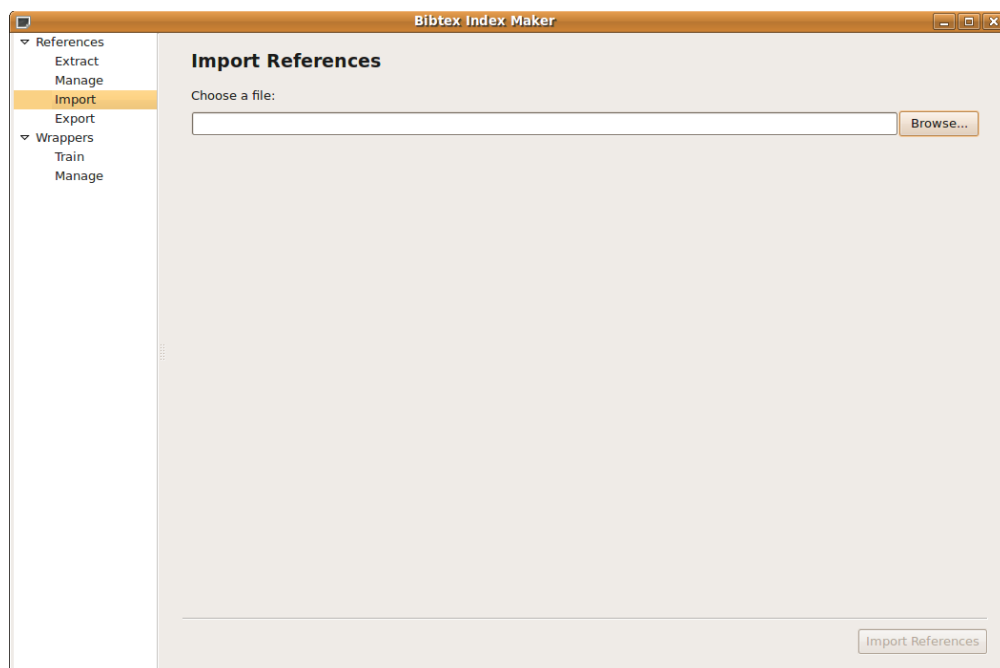 Bibtex Index Maker
References
Extract
Manage
Import
Export
Wrappers
Train
Manage
Import References
Choose a file:
Browse...
Import References